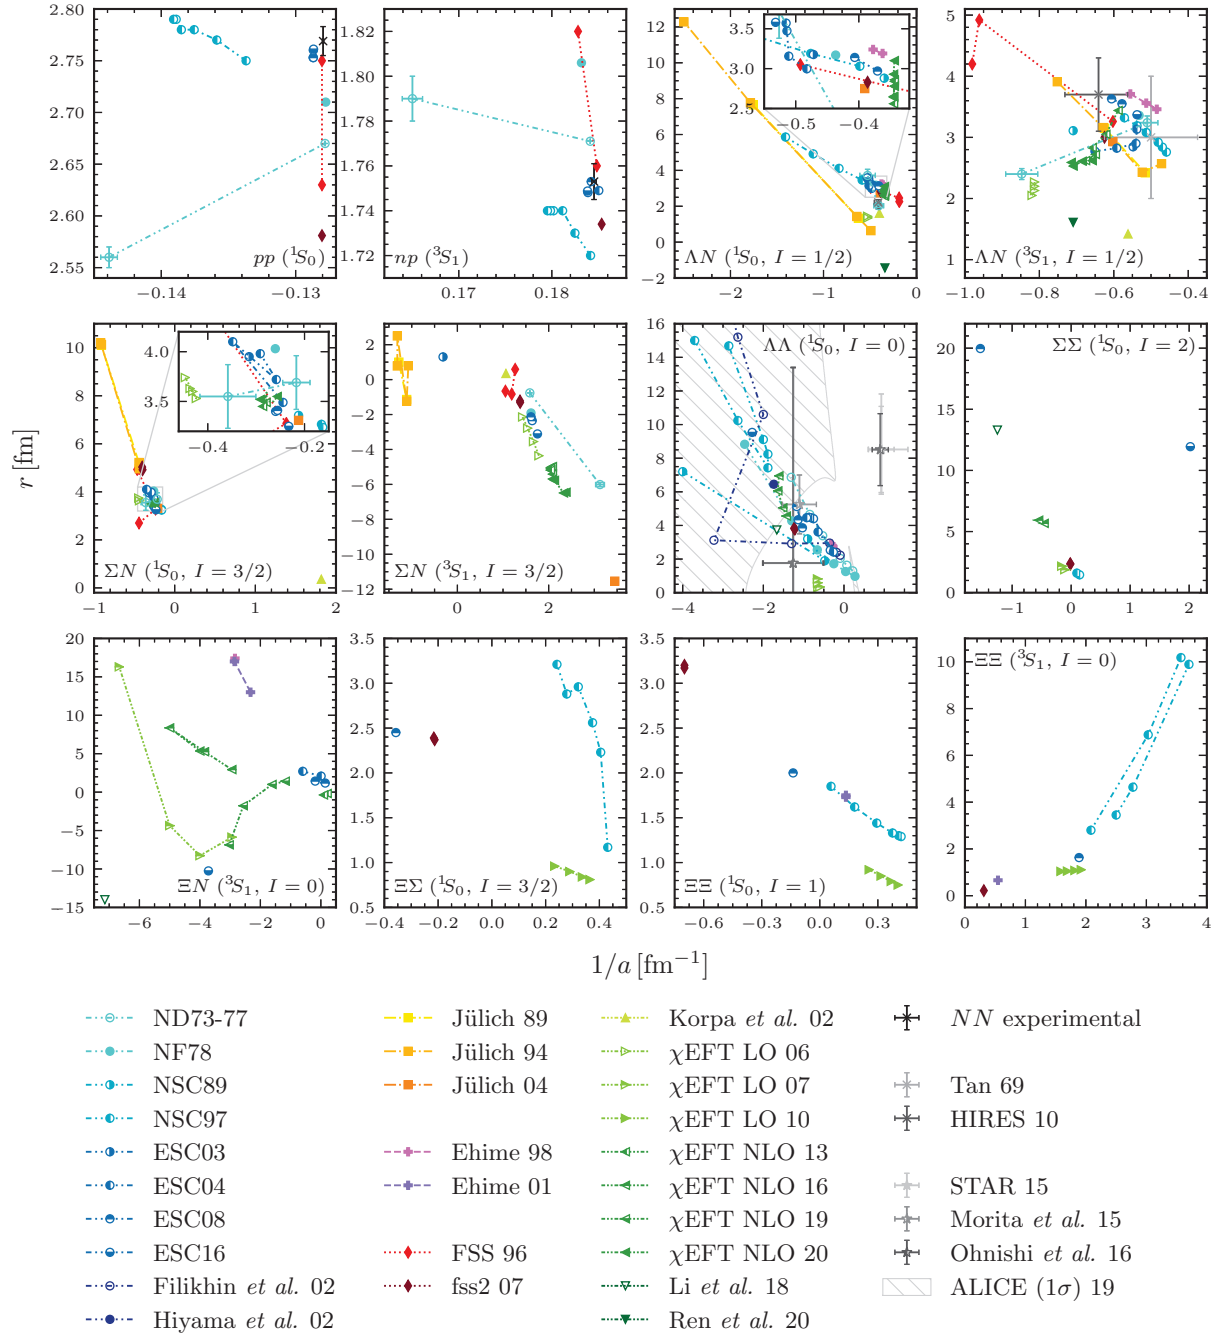 2.80
2.75
2.70
2.65
2.60
2.55
−0.14
−0.13
pp (¹S₀)
1.82
1.80
1.78
1.76
1.74
1.72
0.17
0.18
np (³S₁)
12
10
8
6
4
2
0
−2
−2
−1
0
3.5
3.0
2.5
−0.5
−0.4
ΛN (¹S₀, I = 1/2)
5
4
3
2
1
−1.0
−0.8
−0.6
−0.4
ΛN (³S₁, I = 1/2)
10
8
6
4
2
0
−1
0
1
2
4.0
3.5
−0.4
−0.2
ΣN (¹S₀, I = 3/2)
2
0
−2
−4
−6
−8
−10
−12
0
2
ΣN (³S₁, I = 3/2)
16
14
12
10
8
6
4
2
0
−4
−2
0
ΛΛ (¹S₀, I = 0)
20
15
10
5
0
−1
0
1
2
ΣΣ (¹S₀, I = 2)
r [fm]
20
15
10
5
0
−5
−10
−15
−6
−4
−2
0
ΞN (³S₁, I = 0)
3.5
3.0
2.5
2.0
1.5
1.0
0.5
−0.4
−0.2
0.0
0.2
0.4
ΞΣ (¹S₀, I = 3/2)
3.5
3.0
2.5
2.0
1.5
1.0
0.5
−0.6
−0.3
0.0
0.3
ΞΞ (¹S₀, I = 1)
10
8
6
4
2
0
0
1
2
3
4
ΞΞ (³S₁, I = 0)
1/a [fm⁻¹]
ND73-77
NF78
NSC89
NSC97
ESC03
ESC04
ESC08
ESC16
Filikhin et al. 02
Hiyama et al. 02
Jülich 89
Jülich 94
Jülich 04
Ehime 98
Ehime 01
FSS 96
fss2 07
Korpa et al. 02
χEFT LO 06
χEFT LO 07
χEFT LO 10
χEFT NLO 13
χEFT NLO 16
χEFT NLO 19
χEFT NLO 20
Li et al. 18
Ren et al. 20
NN experimental
Tan 69
HIRES 10
STAR 15
Morita et al. 15
Ohnishi et al. 16
ALICE (1σ) 19